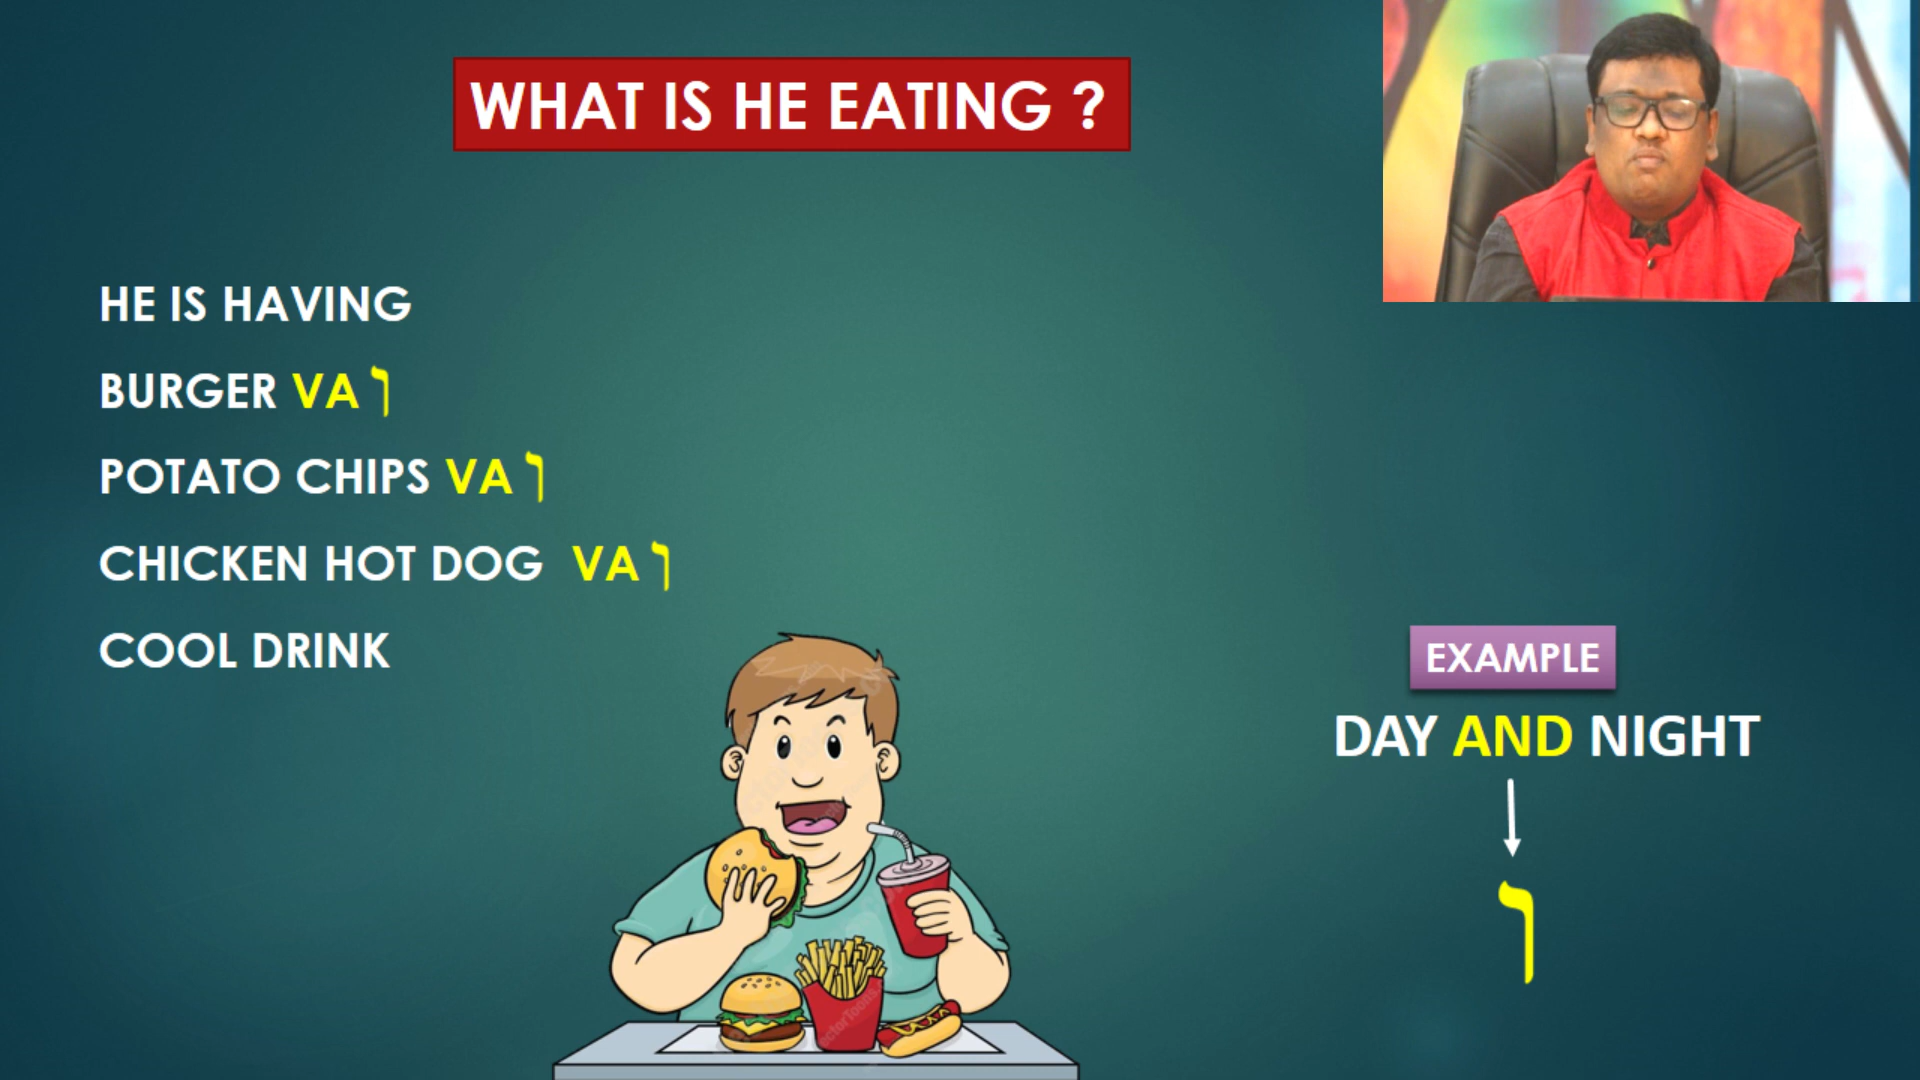 WHAT IS HE EATING ?
HE IS HAVING
BURGER VA ו
POTATO CHIPS VA ו
CHICKEN HOT DOG VA ו
COOL DRINK
EXAMPLE
DAY AND NIGHT
ו